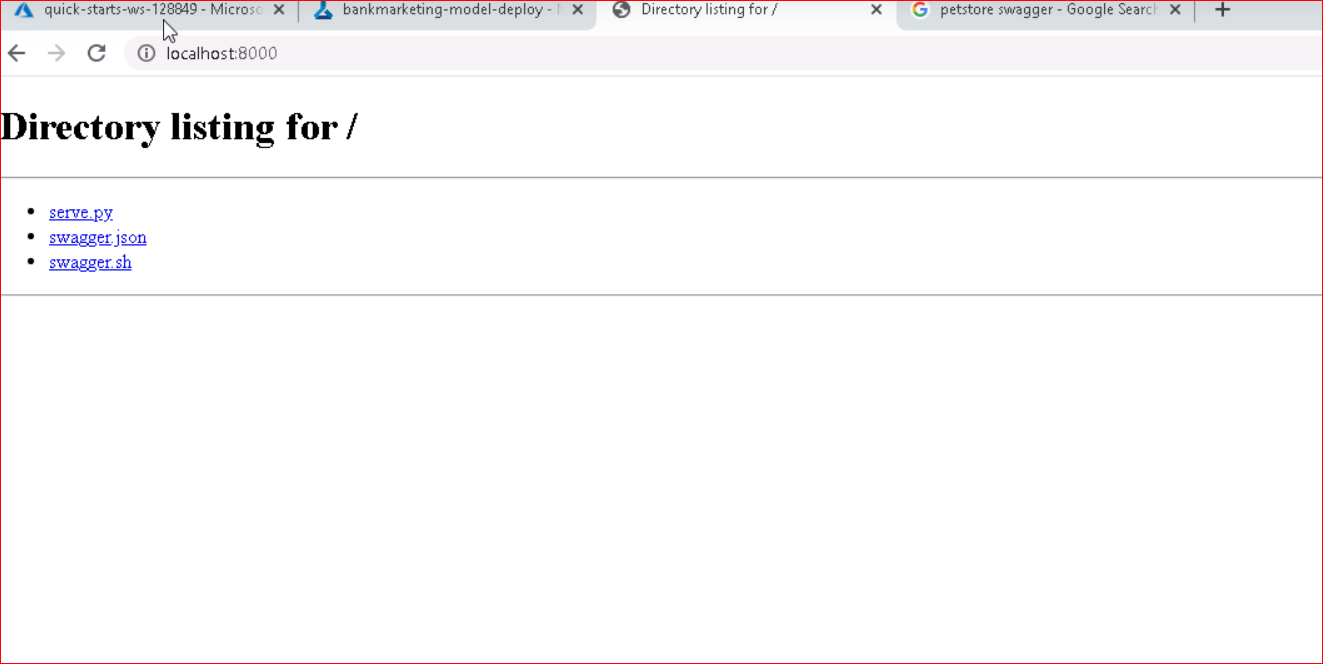 quick-starts-ws-128849 - Microso
bankmarketing-model-deploy -
Directory listing for /
petstore swagger - Google Search
localhost:8000
Directory listing for /
serve.py
swagger.json
swagger.sh